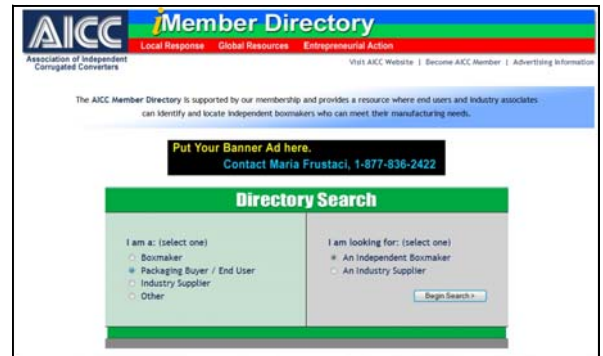 AICC
iMember Directory
Local Response Global Resources Entrepreneurial Action
Association of Independent
Corrugated Converters
Visit AICC Website | Become AICC Member | Advertising Information
The AICC Member Directory is supported by our membership and provides a resource where end users and industry associates
can identify and locate independent boxmakers who can meet their manufacturing needs.
Put Your Banner Ad here.
Contact Maria Frustaci, 1-877-836-2422
Directory Search
I am a: (select one)
Boxmaker
Packaging Buyer / End User
Industry Supplier
Other
I am looking for: (select one)
An Independent Boxmaker
An Industry Supplier
Begin Search >